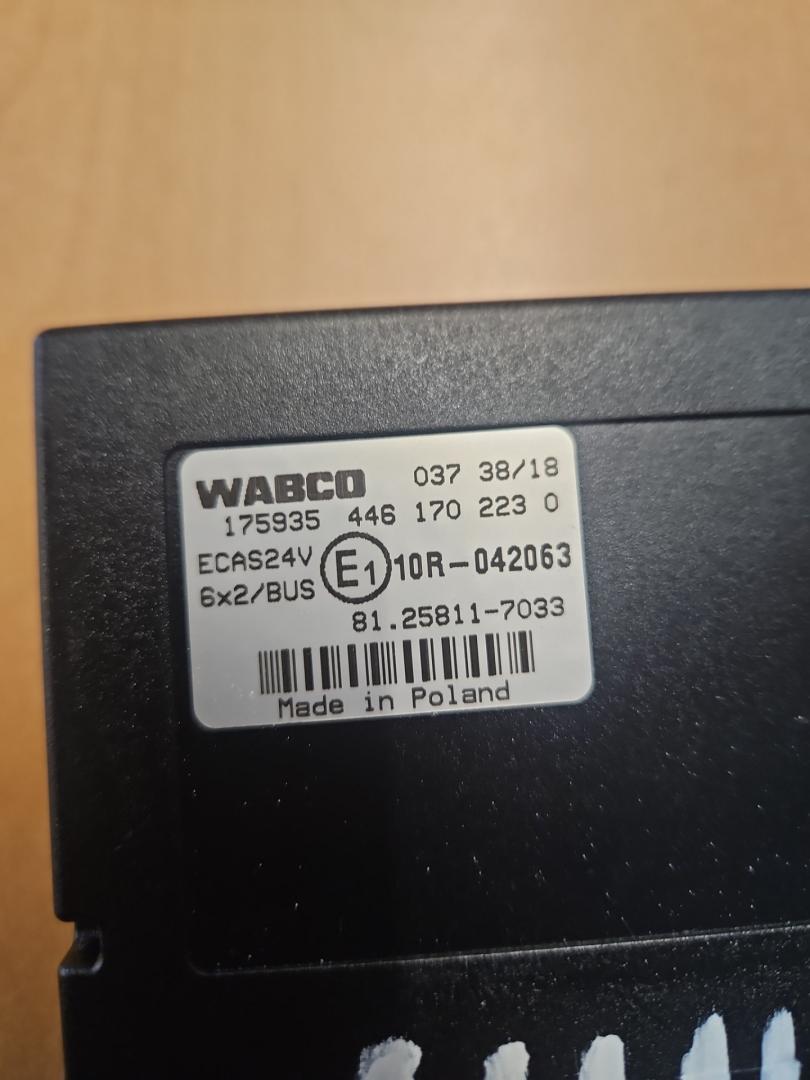 WABCO 037 38/18
175935 446 170 223 0
ECAS24V E1 10R-042063
6x2/BUS
81.25811-7033
Made in Poland